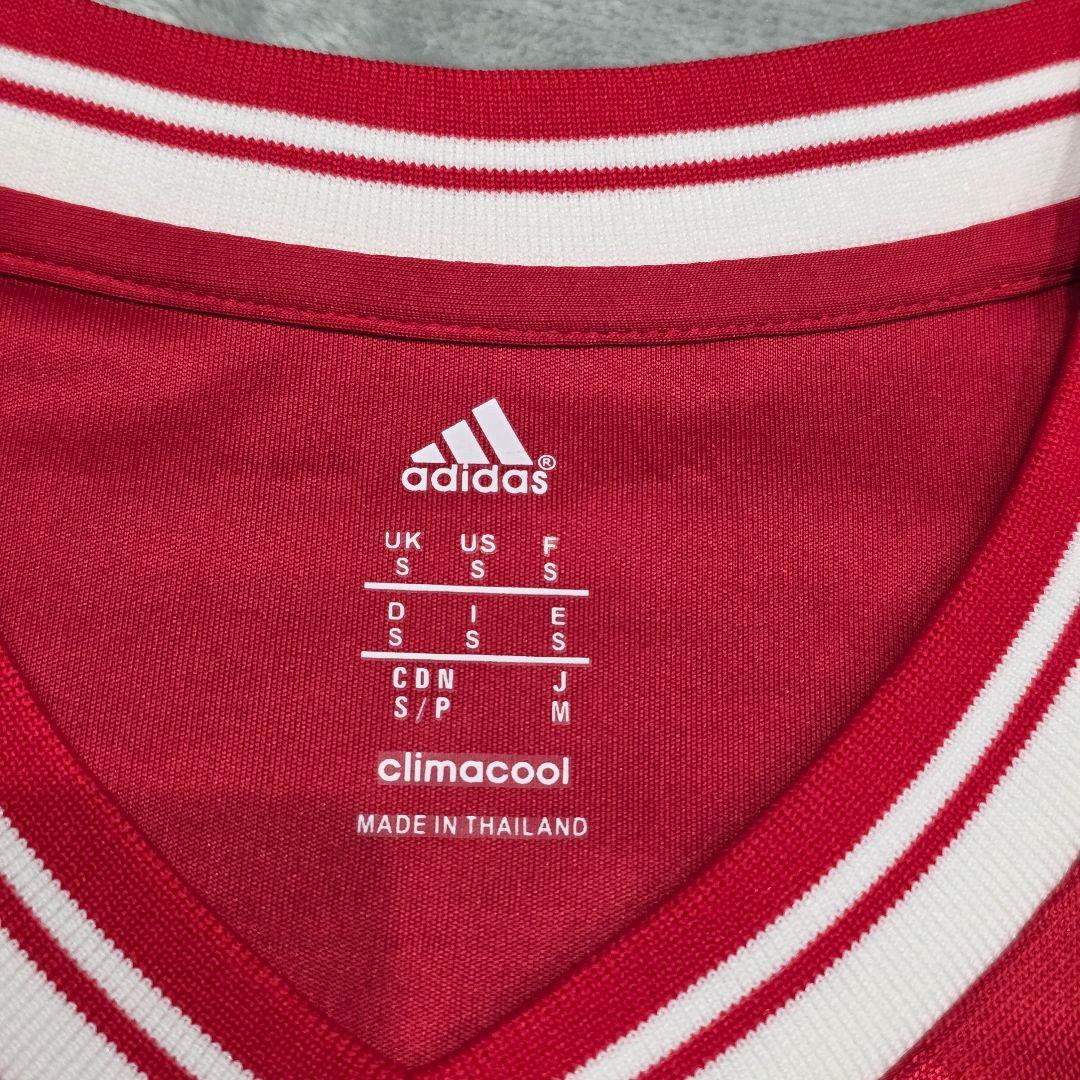 adidas®
UK US F
S S S
D I E
S S S
CDN J
S/P M
climacool
MADE IN THAILAND